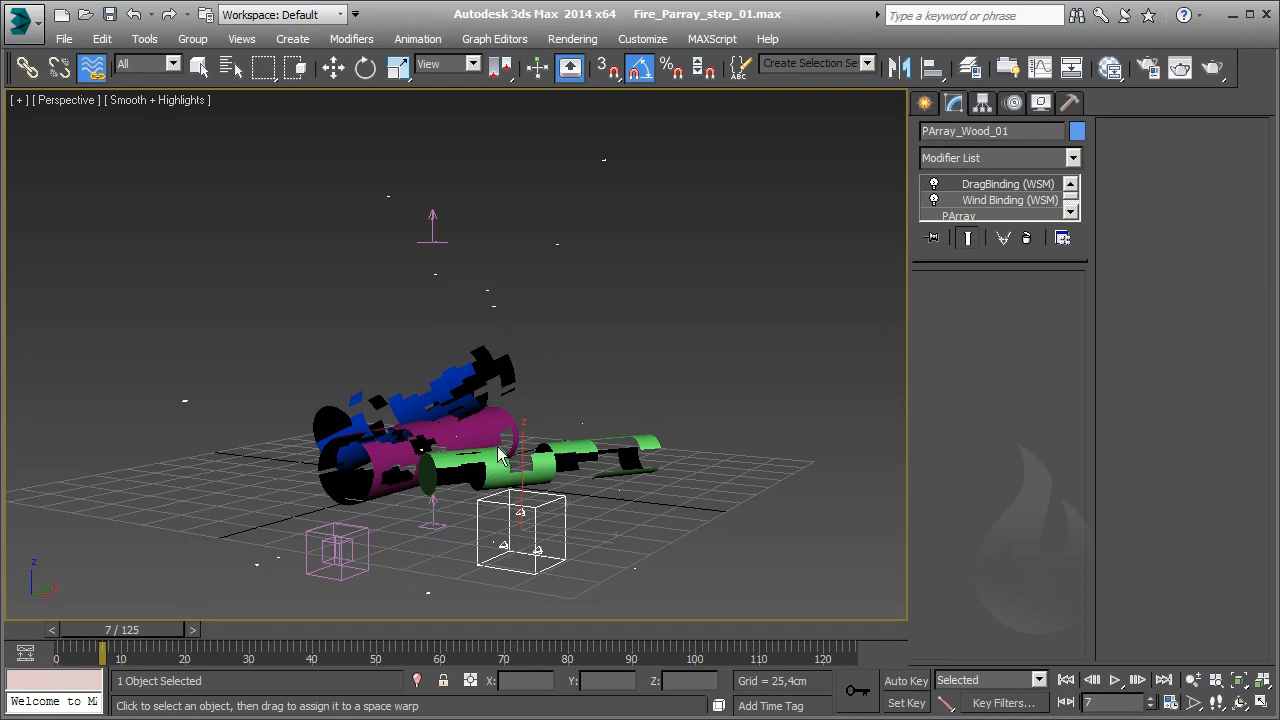 Workspace: Default
Autodesk 3ds Max 2014 x64 Fire_Parray_step_01.max
Type a keyword or phrase
File Edit Tools Group Views Create Modifiers Animation Graph Editors Rendering Customize MAXScript Help
All
View
3
ABC
Create Selection Se
[ + ] [ Perspective ] [ Smooth + Highlights ]
PArray_Wood_01
Modifier List
DragBinding (WSM)
Wind Binding (WSM)
PArray
z
z
x
< 7 / 125 >
0 10 20 30 40 50 60 70 80 90 100 110 120
1 Object Selected
X:
Y:
Z:
Grid = 25,4cm
Auto Key
Selected
Welcome to M
Click to select an object, then drag to assign it to a space warp
Add Time Tag
Set Key
Key Filters...
7